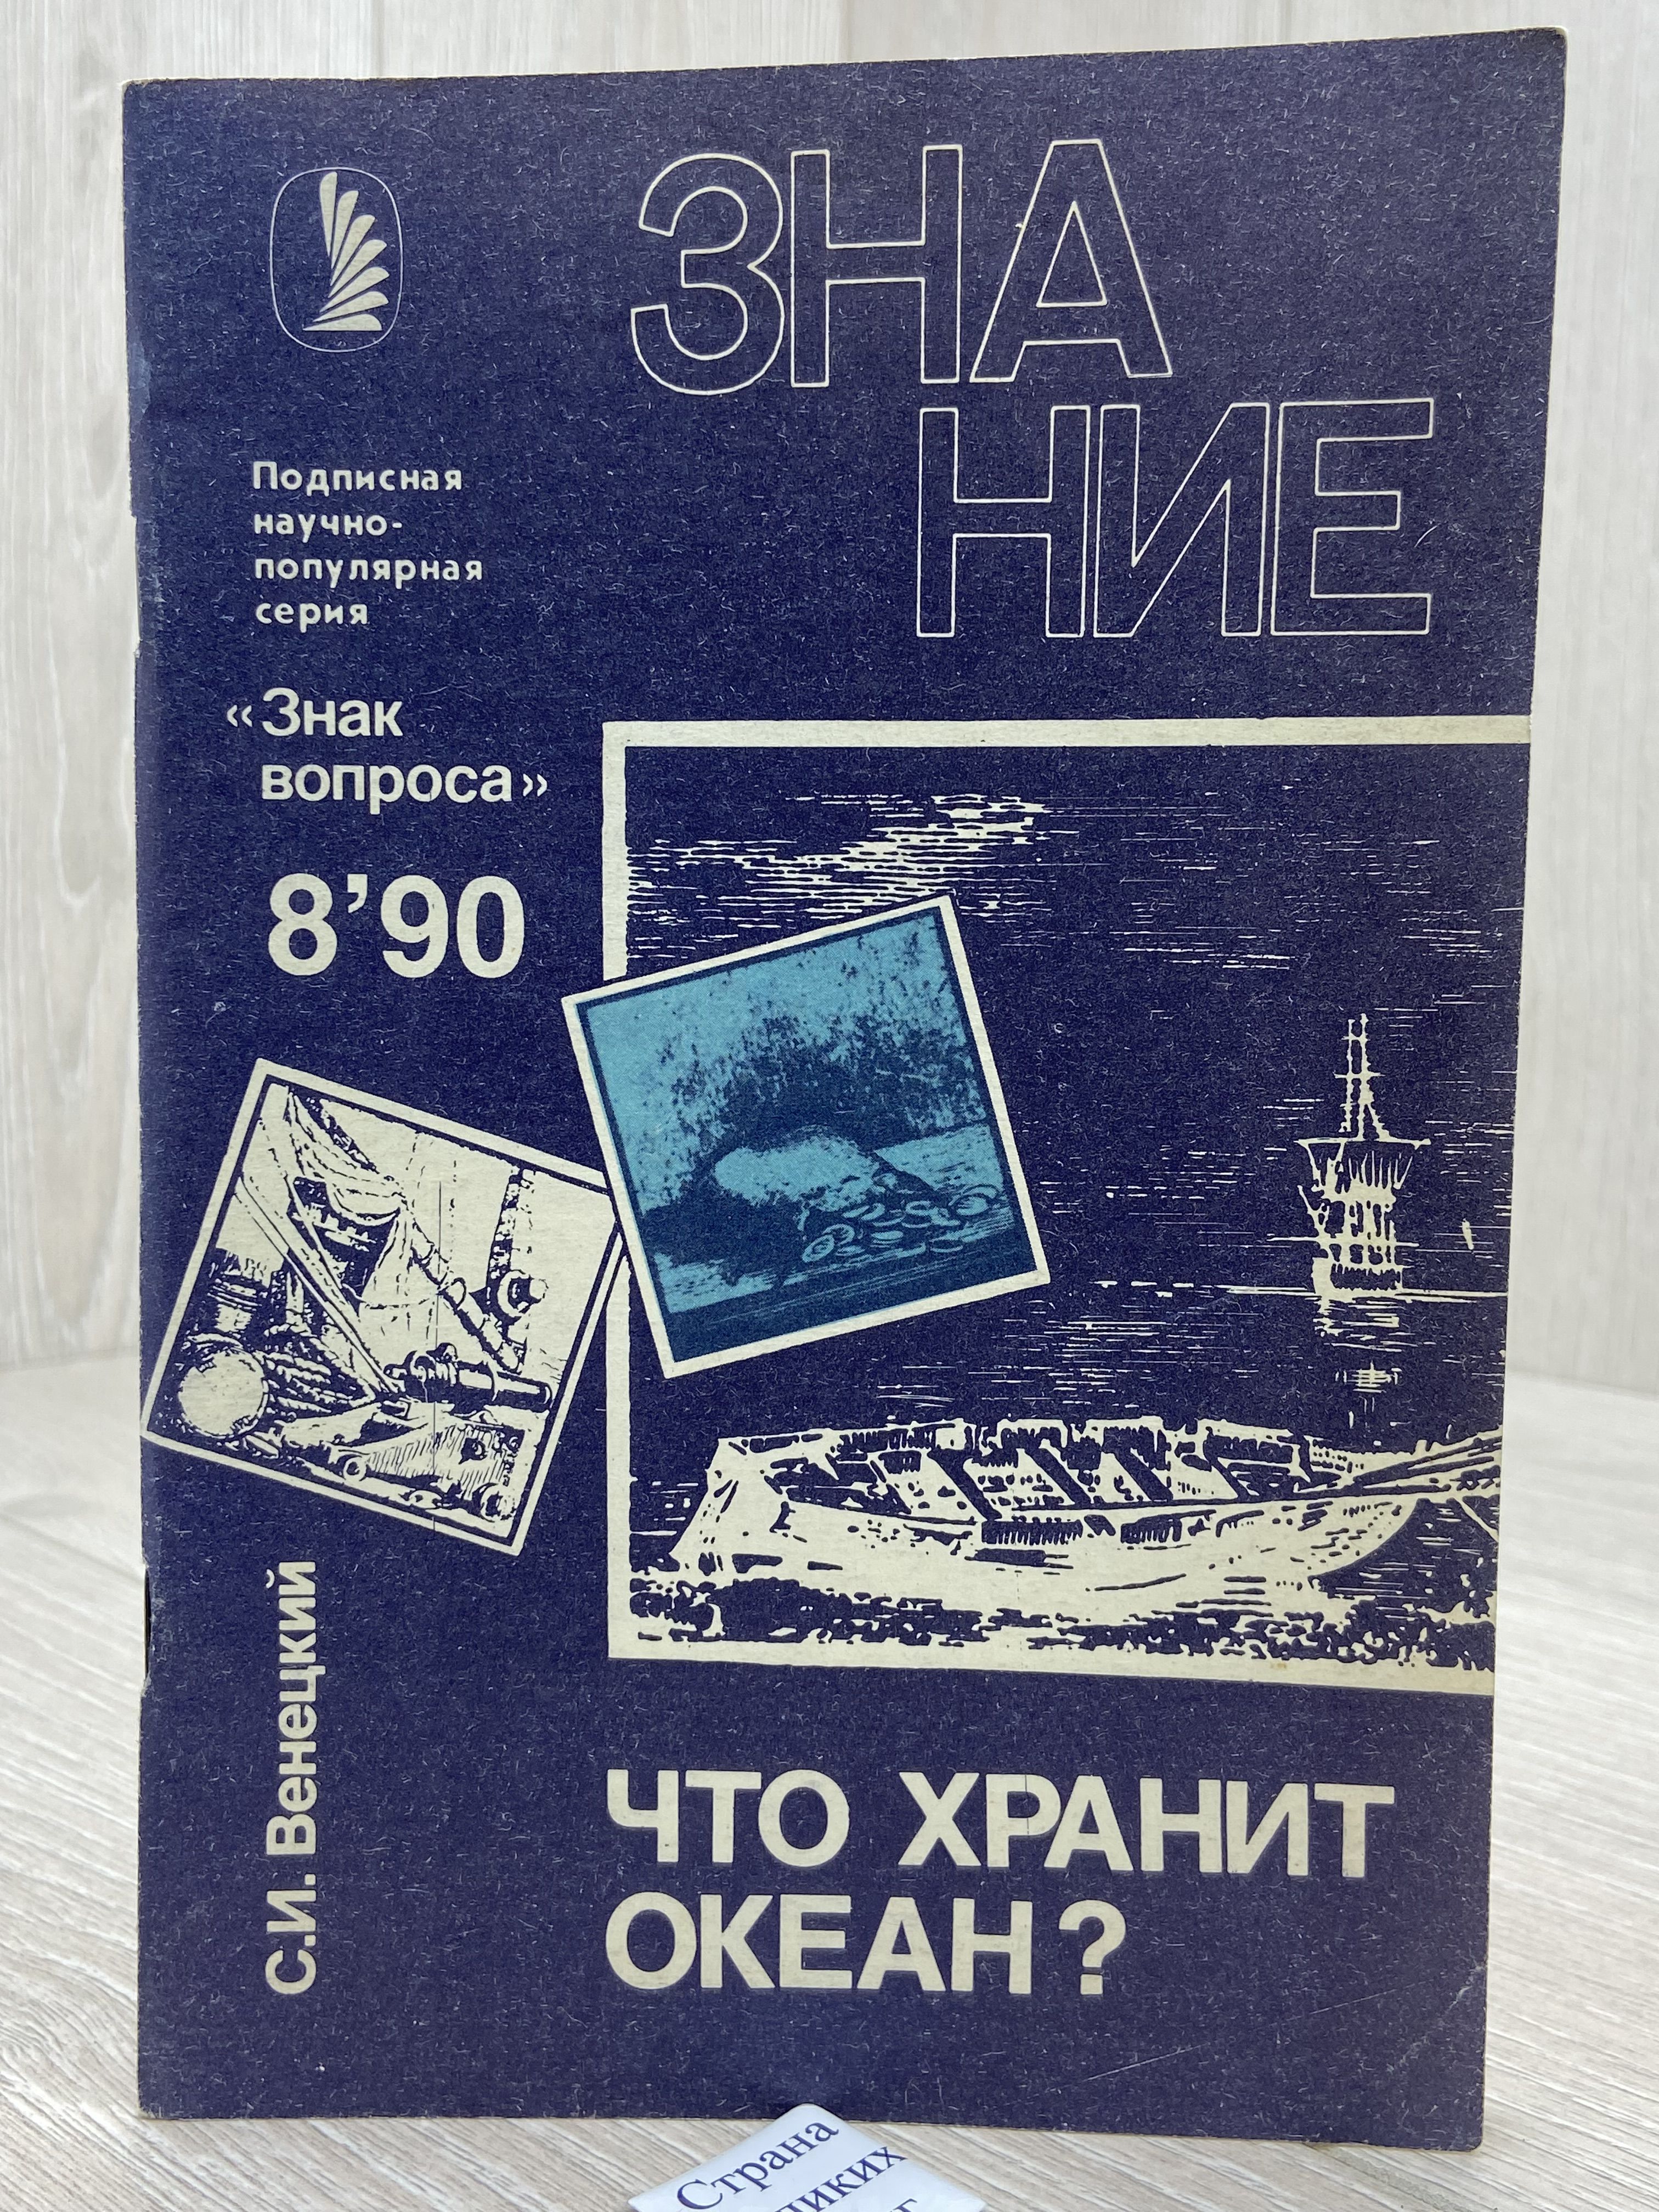 ЗНА
НИЕ
Подписная
научно-
популярная
серия
«Знак
вопроса»
8’90
С.И. Венецкий
ЧТО ХРАНИТ
ОКЕАН?
Страна